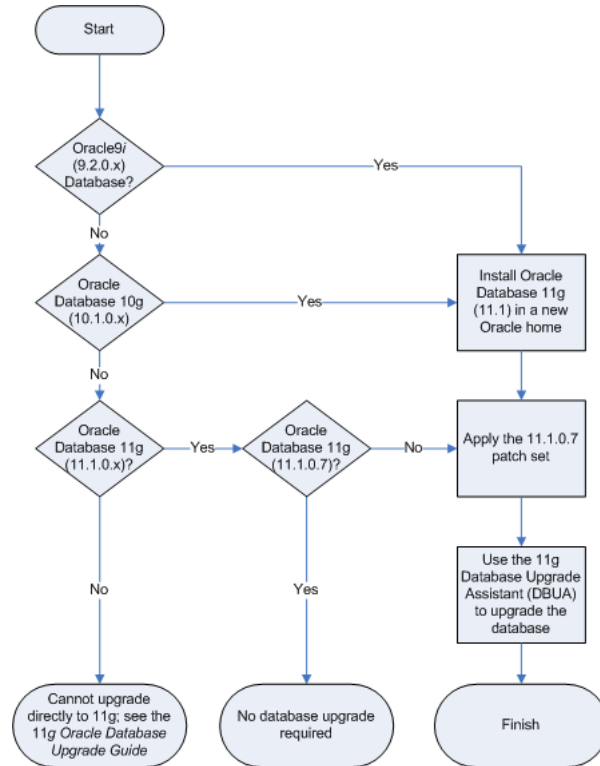 Start
Oracle9i
(9.2.0.x)
Database?
Yes
No
Oracle
Database 10g
(10.1.0.x)
Yes
Install Oracle
Database 11g
(11.1) in a new
Oracle home
No
Oracle
Database 11g
(11.1.0.x)?
Yes
Oracle
Database 11g
(11.1.0.7)?
No
Apply the 11.1.0.7
patch set
Use the 11g
Database Upgrade
Assistant (DBUA)
to upgrade the
database
No
Yes
Cannot upgrade
directly to 11g; see the
11g Oracle Database
Upgrade Guide
No database upgrade
required
Finish